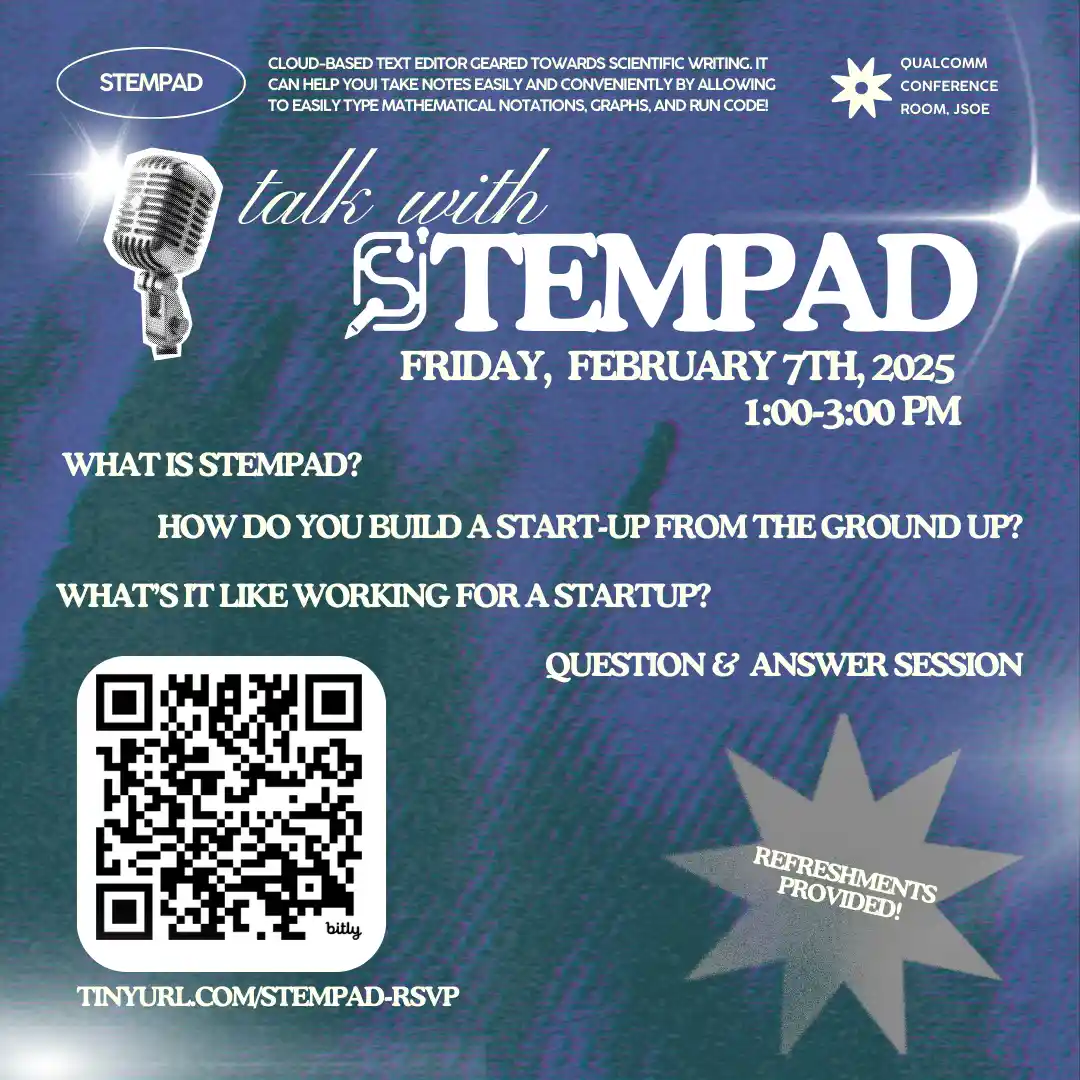 STEMPAD
CLOUD-BASED TEXT EDITOR GEARED TOWARDS SCIENTIFIC WRITING. IT
CAN HELP YOU! TAKE NOTES EASILY AND CONVENIENTLY BY ALLOWING
TO EASILY TYPE MATHEMATICAL NOTATIONS, GRAPHS, AND RUN CODE!
QUALCOMM
CONFERENCE
ROOM, JSOE
talk with
STEMPAD
FRIDAY, FEBRUARY 7TH, 2025
1:00-3:00 PM
WHAT IS STEMPAD?
HOW DO YOU BUILD A START-UP FROM THE GROUND UP?
WHAT'S IT LIKE WORKING FOR A STARTUP?
QUESTION & ANSWER SESSION
REFRESHMENTS
PROVIDED!
bitly
TINYURL.COM/STEMPAD-RSVP